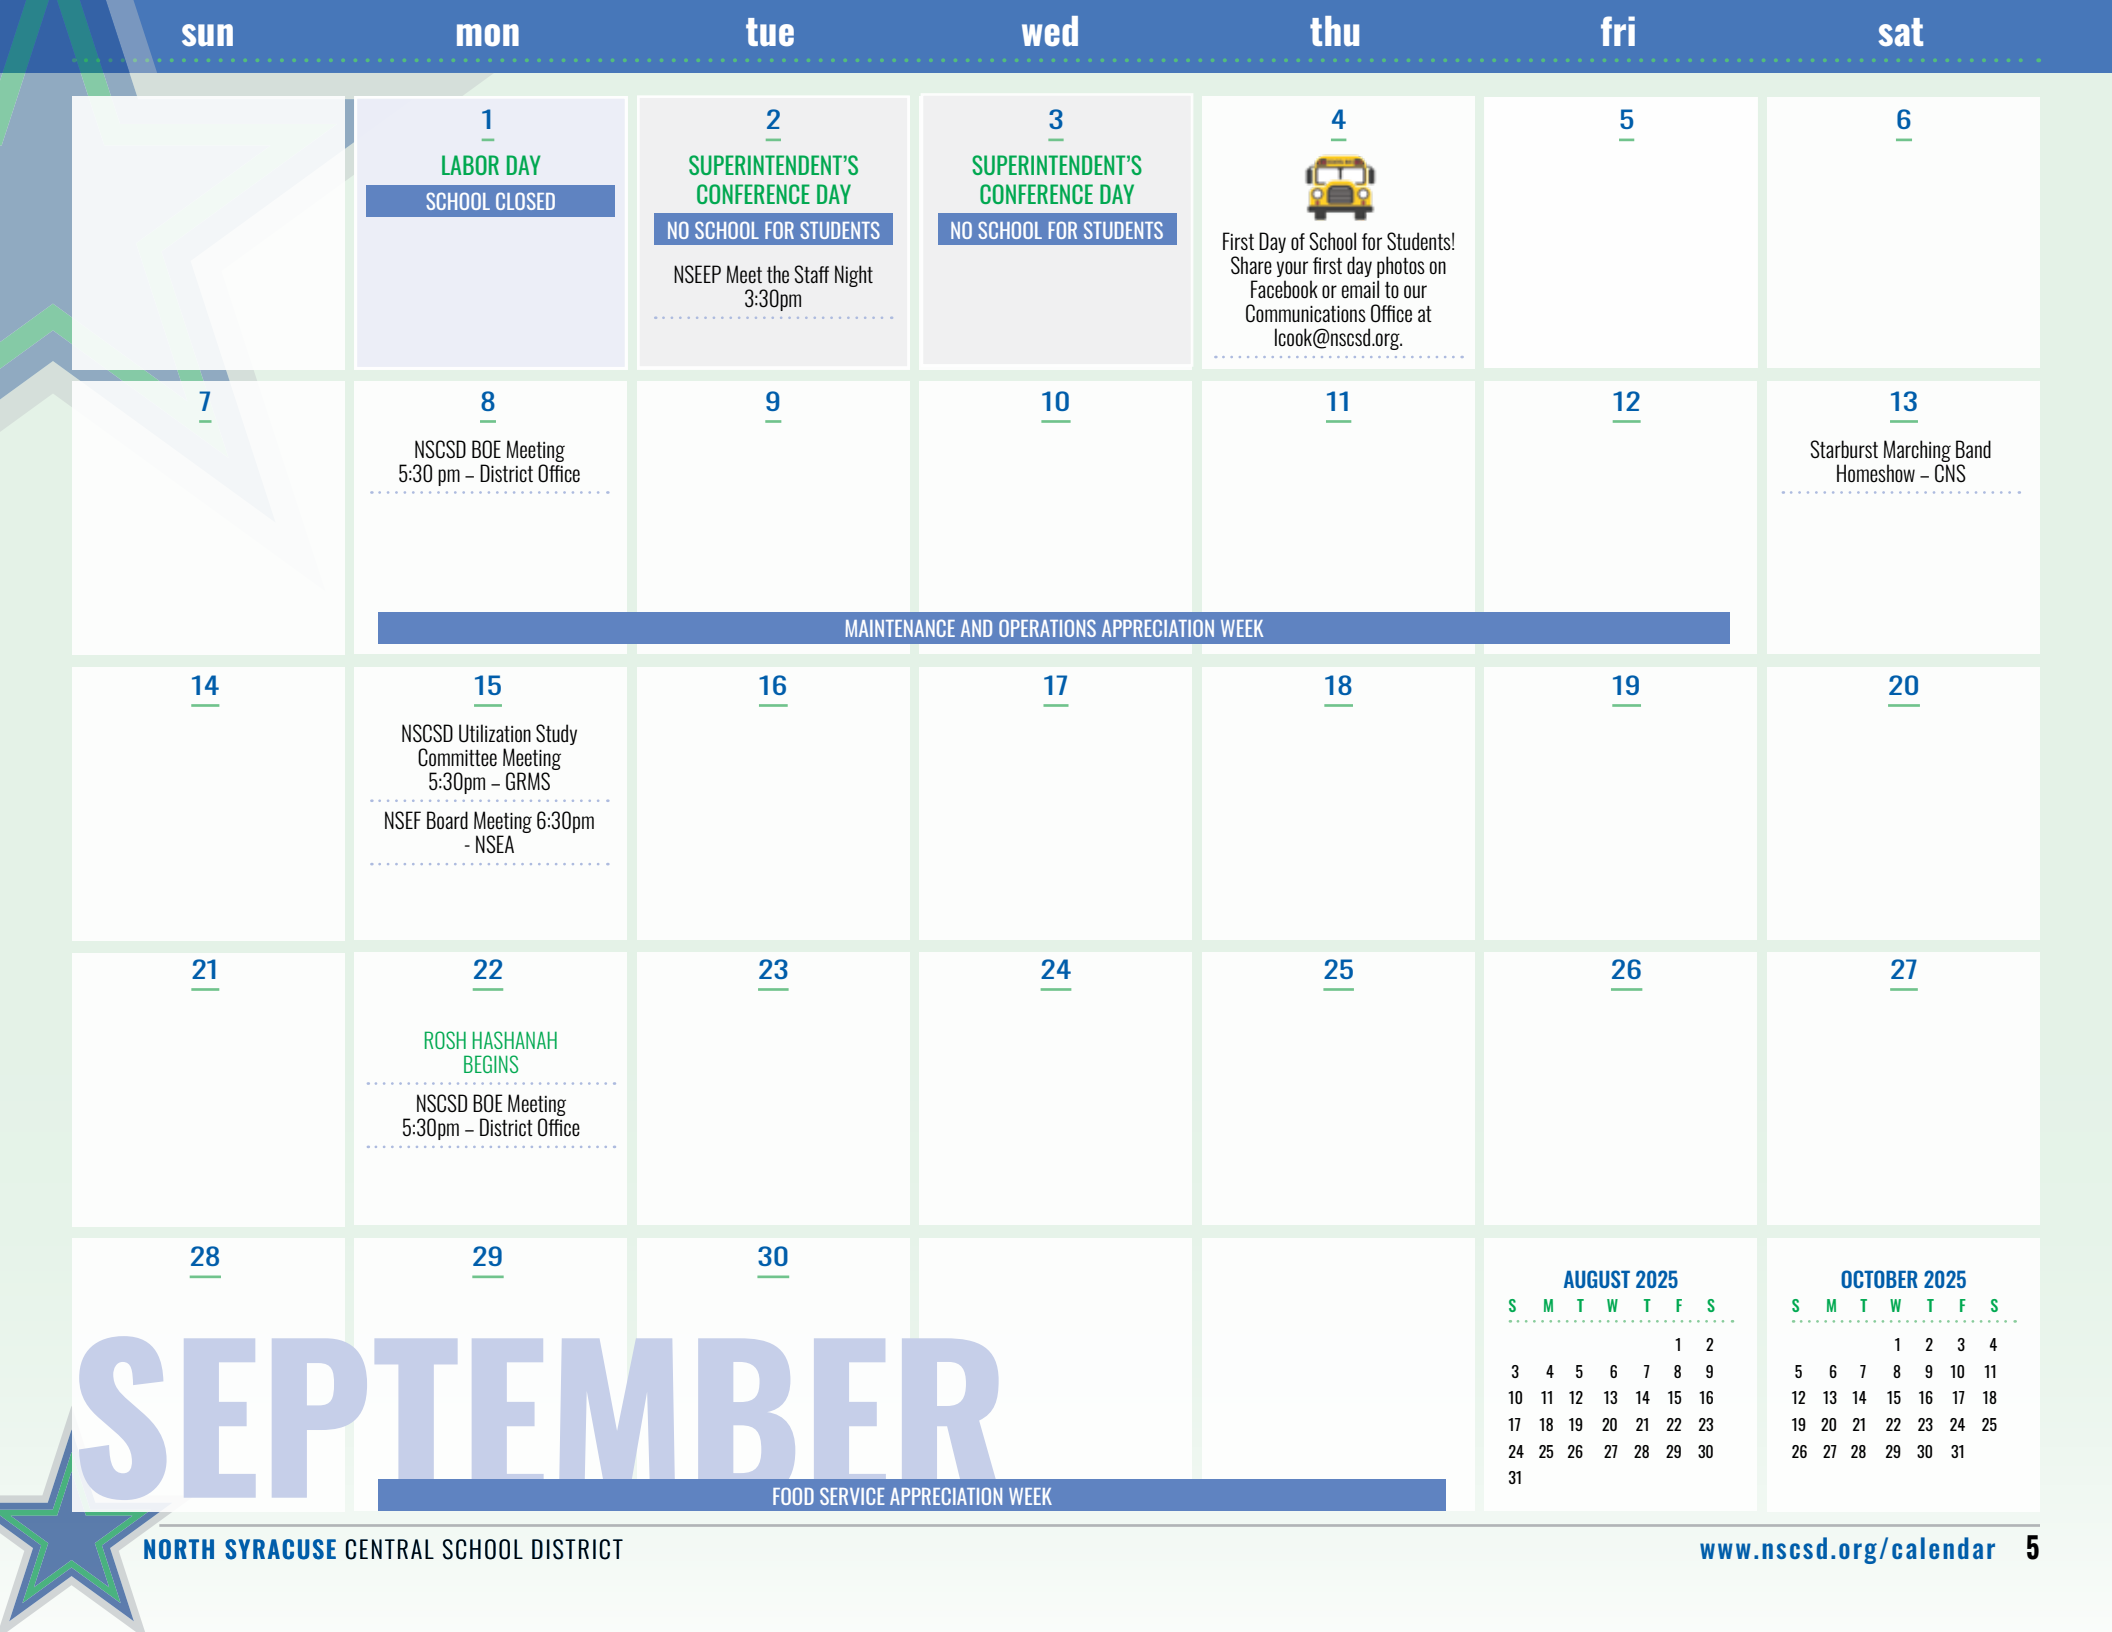 sun mon tue wed thu fri sat
1
LABOR DAY
SCHOOL CLOSED
2
SUPERINTENDENT'S
CONFERENCE DAY
NO SCHOOL FOR STUDENTS
NSEEP Meet the Staff Night
3:30pm
3
SUPERINTENDENT'S
CONFERENCE DAY
NO SCHOOL FOR STUDENTS
4
First Day of School for Students!
Share your first day photos on
Facebook or email to our
Communications Office at
lcook@nscsd.org.
5
6
7
8
NSCSD BOE Meeting
5:30 pm – District Office
9
10
11
12
13
Starburst Marching Band
Homeshow – CNS
MAINTENANCE AND OPERATIONS APPRECIATION WEEK
14
15
NSCSD Utilization Study
Committee Meeting
5:30pm – GRMS
NSEF Board Meeting 6:30pm
- NSEA
16
17
18
19
20
21
22
ROSH HASHANAH
BEGINS
NSCSD BOE Meeting
5:30pm – District Office
23
24
25
26
27
28
29
30
SEPTEMBER
FOOD SERVICE APPRECIATION WEEK
AUGUST 2025
S M T W T F S
1 2
3 4 5 6 7 8 9
10 11 12 13 14 15 16
17 18 19 20 21 22 23
24 25 26 27 28 29 30
31
OCTOBER 2025
S M T W T F S
1 2 3 4
5 6 7 8 9 10 11
12 13 14 15 16 17 18
19 20 21 22 23 24 25
26 27 28 29 30 31
NORTH SYRACUSE CENTRAL SCHOOL DISTRICT
www.nscsd.org/calendar 5